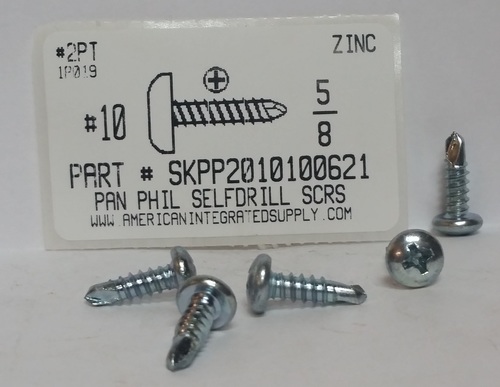 #2PT
ZINC
1P019
#10
5/8
PART # SKPP2010100621
PAN PHIL SELFDRILL SCRS
WWW.AMERICANINTEGRATEDSUPPLY.COM